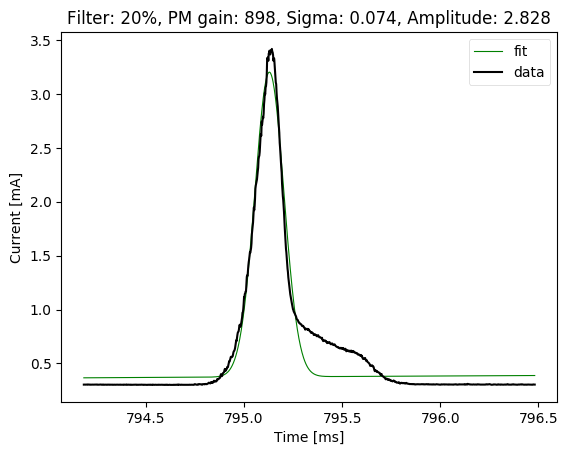 Filter: 20%, PM gain: 898, Sigma: 0.074, Amplitude: 2.828
fit
data
Current [mA]
3.5
3.0
2.5
2.0
1.5
1.0
0.5
794.5 795.0 795.5 796.0 796.5
Time [ms]